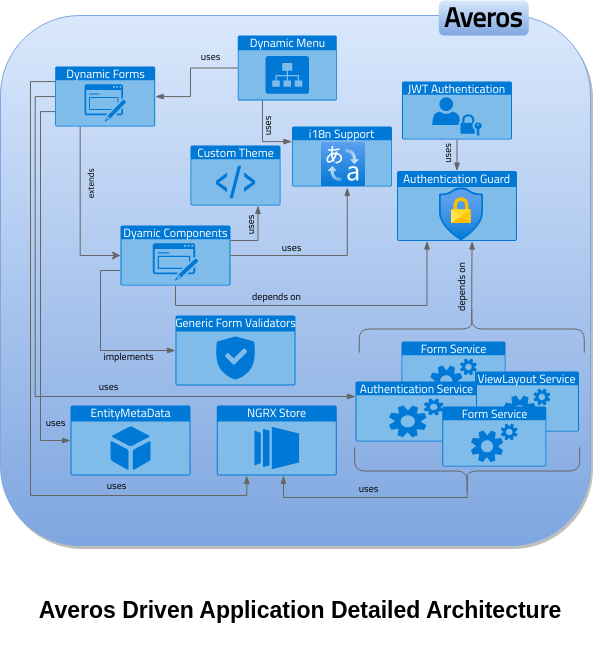 Averos
Dynamic Menu
uses
Dynamic Forms
JWT Authentication
uses
i18n Support
あ
a
Custom Theme
uses
Authentication Guard
extends
uses
Dyamic Components
uses
depends on
depends on
Generic Form Validators
implements
Form Service
ViewLayout Service
Authentication Service
uses
Form Service
EntityMetaData
NGRX Store
uses
uses
uses
Averos Driven Application Detailed Architecture